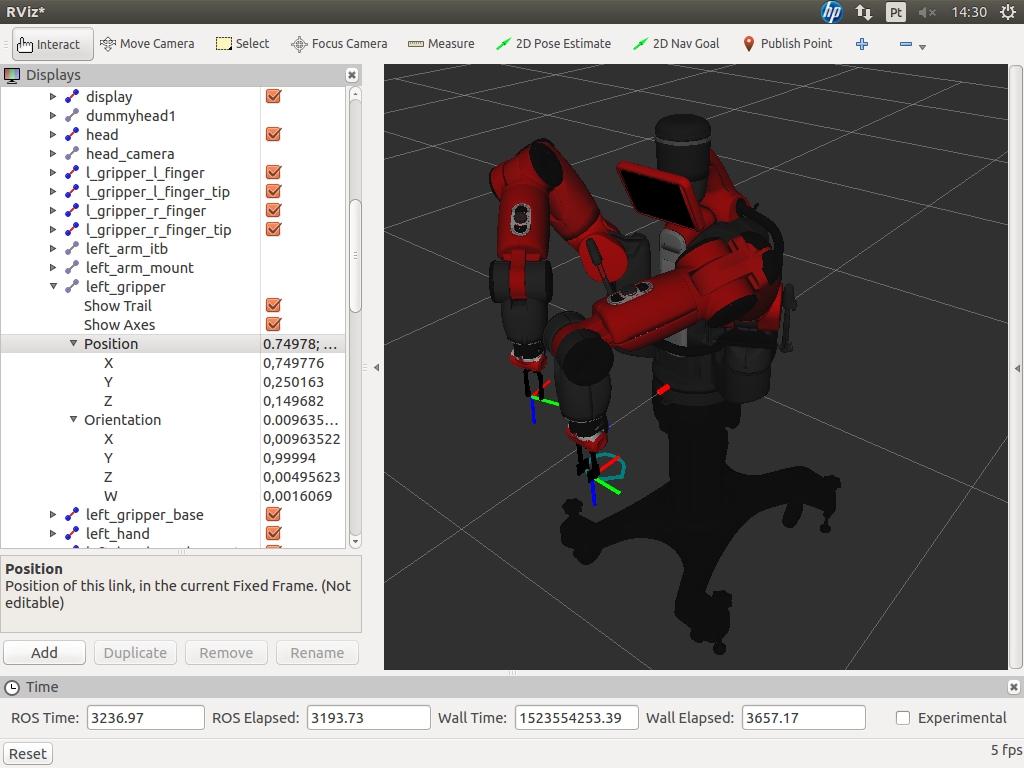 RViz*
hp Pt 14:30
Interact Move Camera Select Focus Camera Measure 2D Pose Estimate 2D Nav Goal Publish Point
Displays
display
dummyhead1
head
head_camera
l_gripper_l_finger
l_gripper_l_finger_tip
l_gripper_r_finger
l_gripper_r_finger_tip
left_arm_itb
left_arm_mount
left_gripper
Show Trail
Show Axes
Position 0.74978; ...
X 0,749776
Y 0,250163
Z 0,149682
Orientation 0.009635...
X 0,00963522
Y 0,99994
Z 0,00495623
W 0,0016069
left_gripper_base
left_hand
Position
Position of this link, in the current Fixed Frame. (Not
editable)
Add Duplicate Remove Rename
Time
ROS Time: 3236.97 ROS Elapsed: 3193.73 Wall Time: 1523554253.39 Wall Elapsed: 3657.17 Experimental
Reset 5 fps